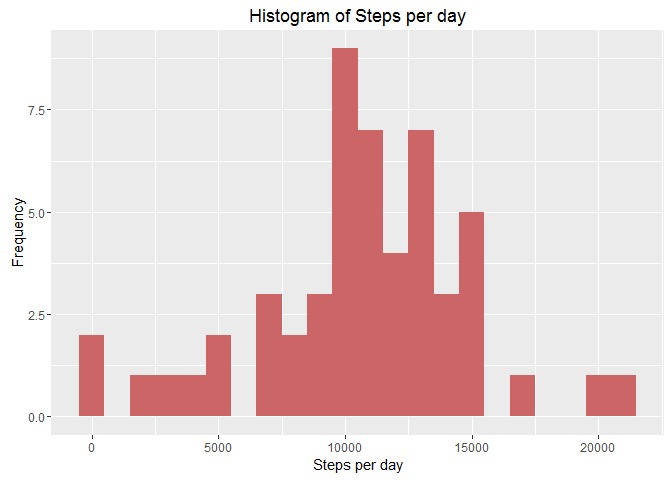 Histogram of Steps per day
Frequency
7.5
5.0
2.5
0.0
0 5000 10000 15000 20000
Steps per day